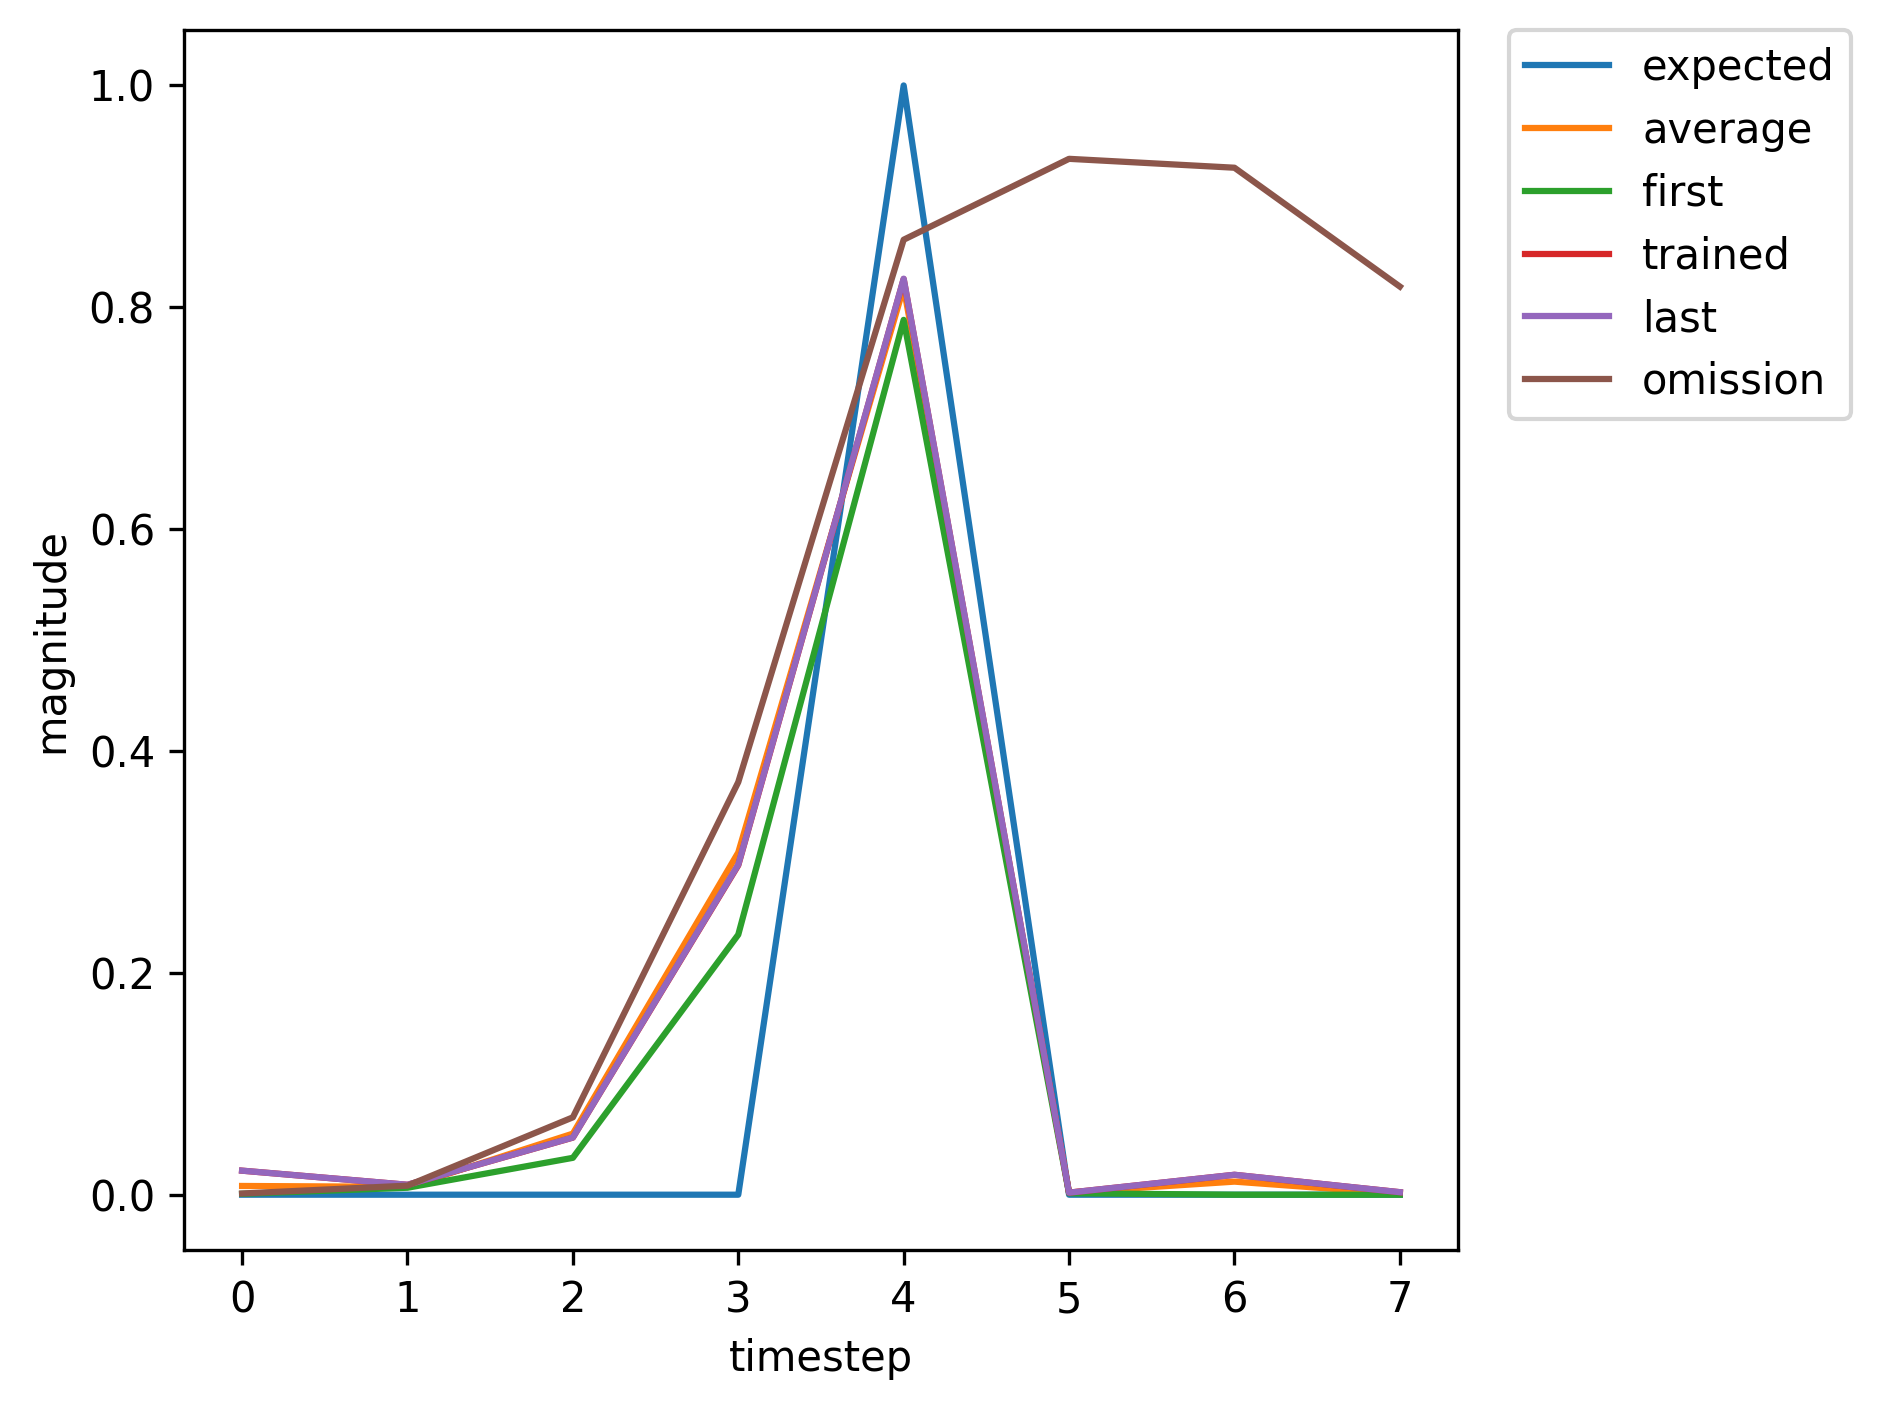 1.0
0.8
0.6
0.4
0.2
0.0
magnitude
0 1 2 3 4 5 6 7
timestep
expected
average
first
trained
last
omission